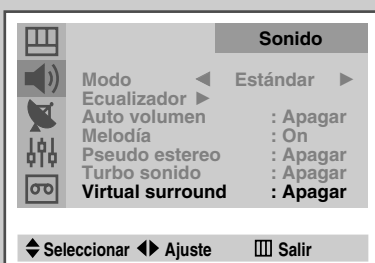 Sonido
Modo ◀ Estándar ▶
Ecualizador ▶
Auto volumen : Apagar
Melodía : On
Pseudo estereo : Apagar
Turbo sonido : Apagar
Virtual surround : Apagar
Seleccionar Ajuste Salir